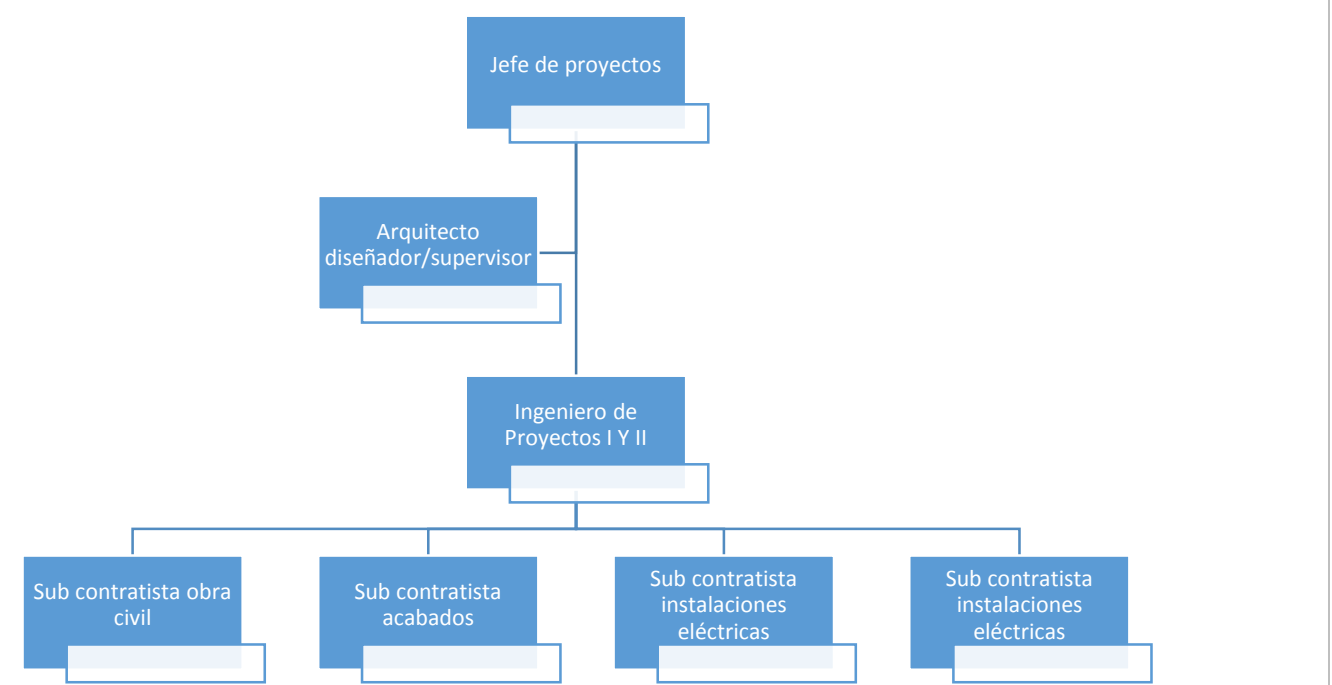 Jefe de proyectos
Arquitecto
diseñador/supervisor
Ingeniero de
Proyectos I Y II
Sub contratista obra
civil
Sub contratista
acabados
Sub contratista
instalaciones
eléctricas
Sub contratista
instalaciones
eléctricas